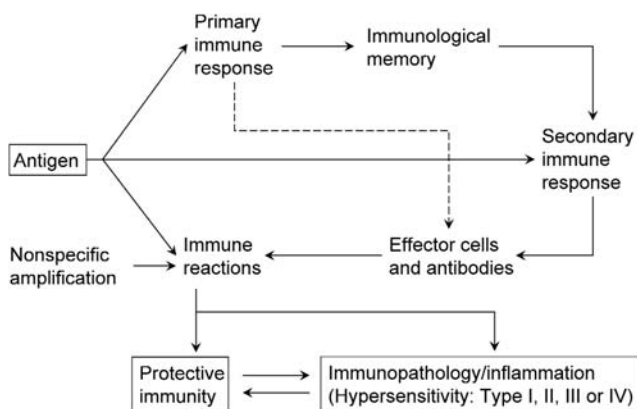 Primary
immune
response
Immunological
memory
Antigen
Secondary
immune
response
Nonspecific
amplification
Immune
reactions
Effector cells
and antibodies
Protective
immunity
Immunopathology/inflammation
(Hypersensitivity: Type I, II, III or IV)